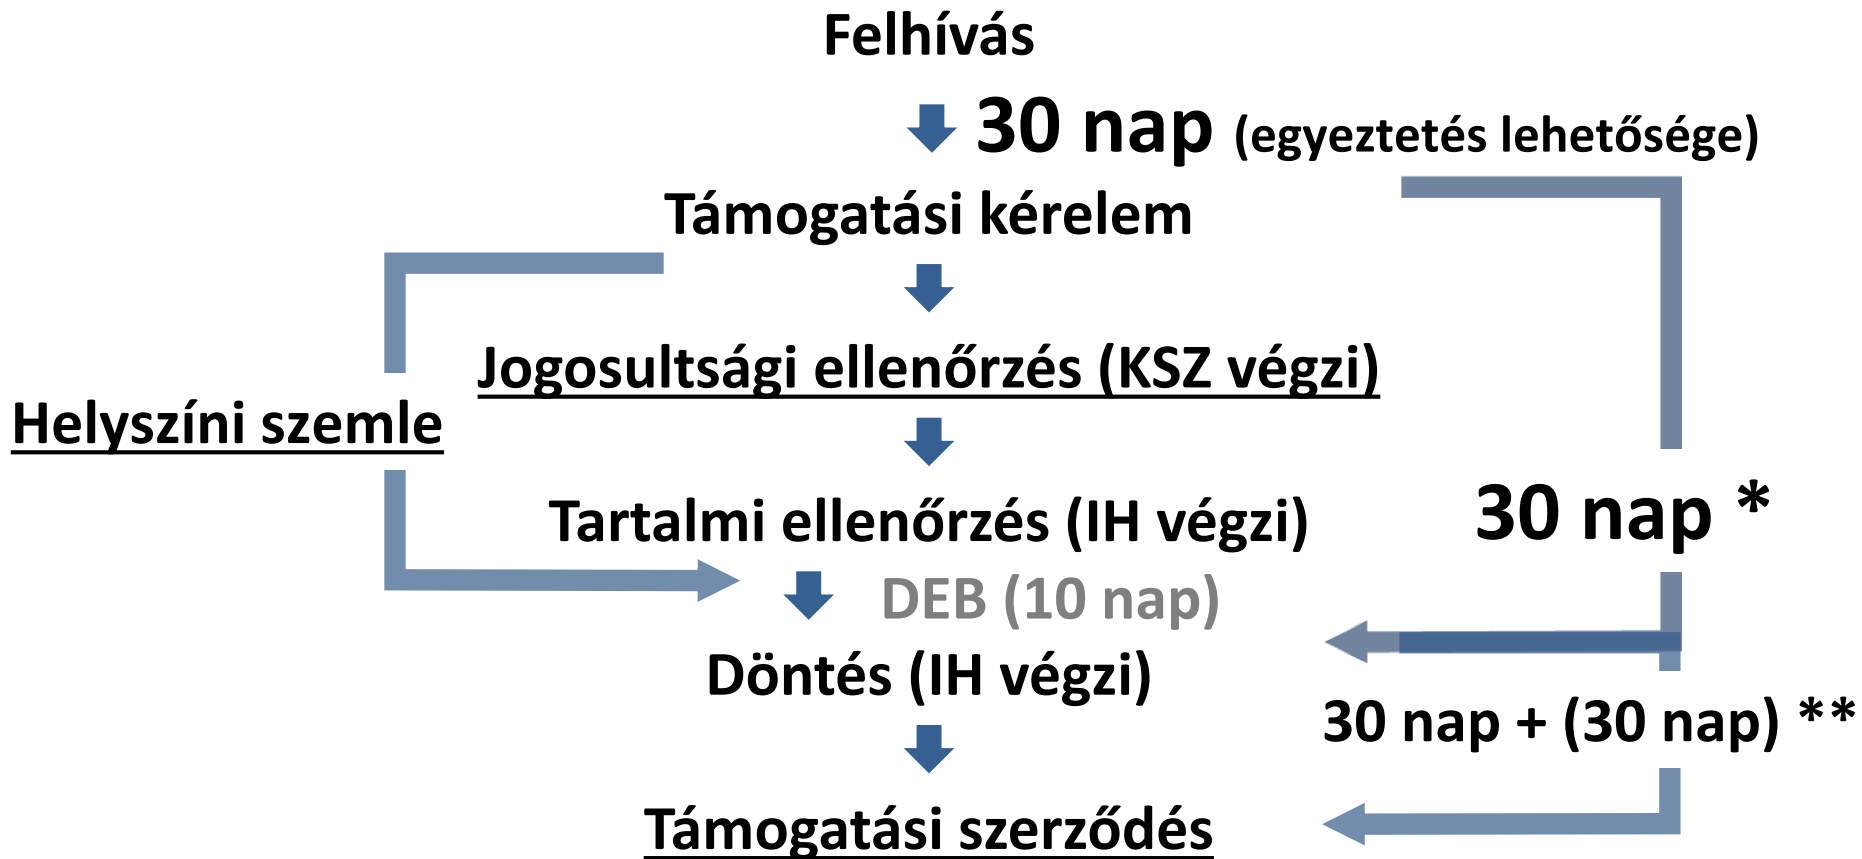 Felhívás
30 nap (egyeztetés lehetősége)
Támogatási kérelem
Jogosultsági ellenőrzés (KSZ végzi)
Helyszíni szemle
Tartalmi ellenőrzés (IH végzi)
30 nap *
DEB (10 nap)
Döntés (IH végzi)
30 nap + (30 nap) **
Támogatási szerződés